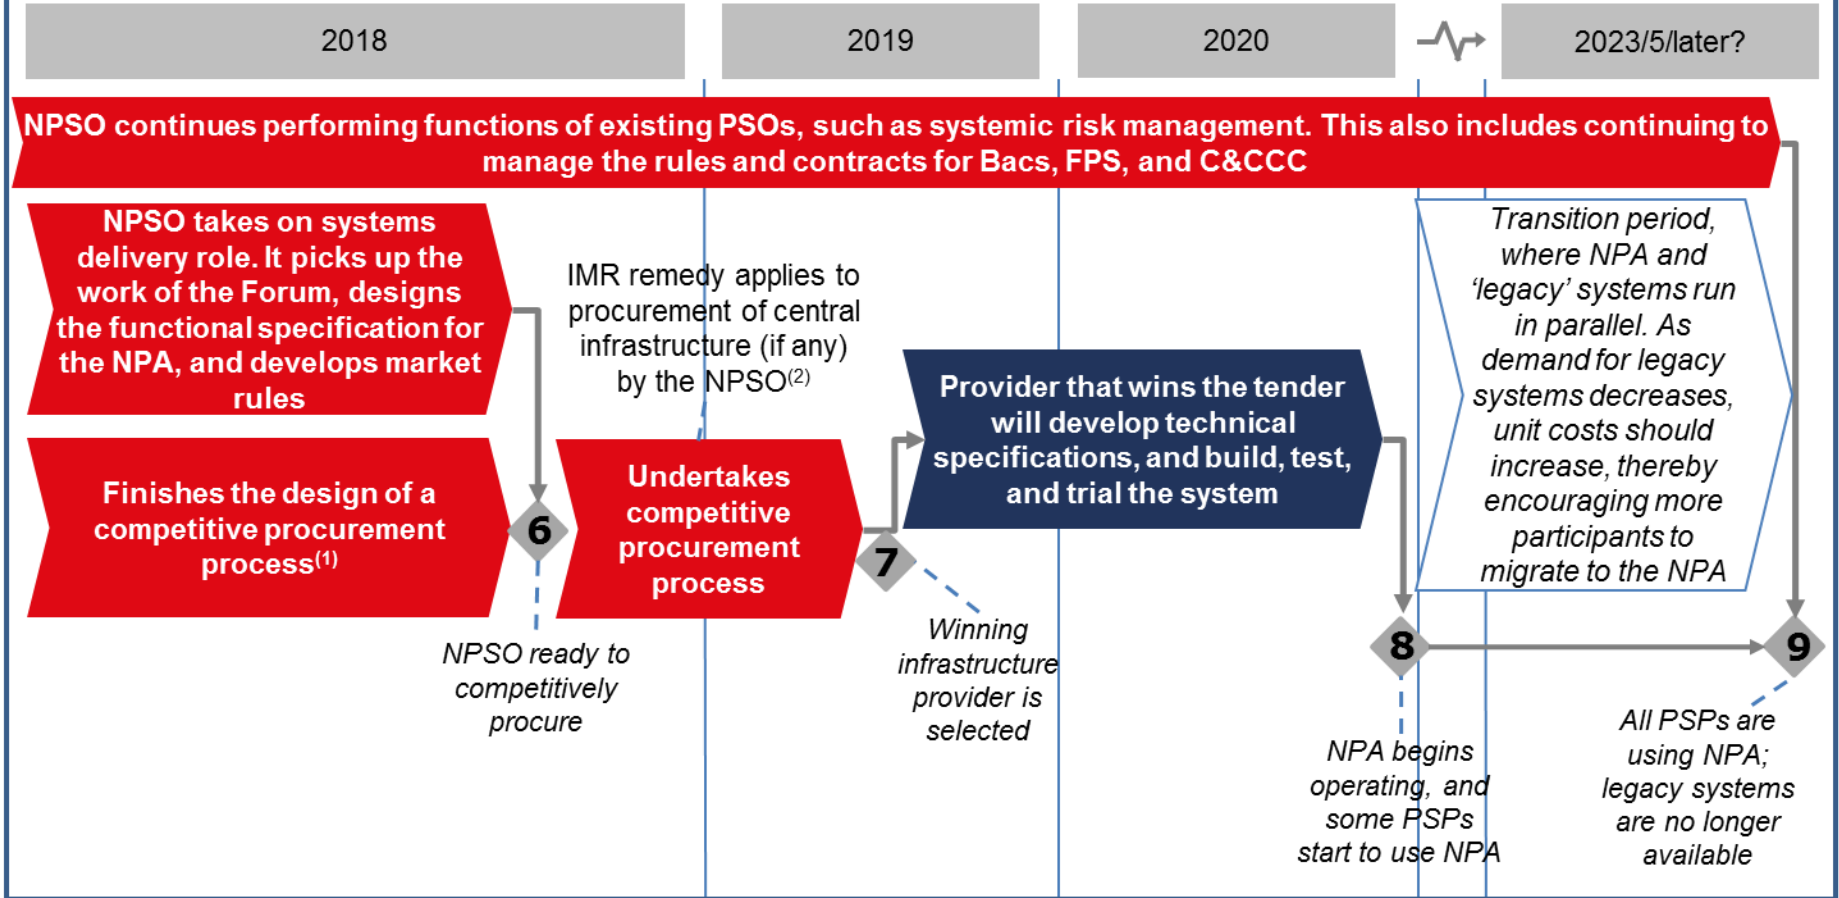 2018
2019
2020
2023/5/later?
NPSO continues performing functions of existing PSOs, such as systemic risk management. This also includes continuing to
manage the rules and contracts for Bacs, FPS, and C&CCC
NPSO takes on systems
delivery role. It picks up the
work of the Forum, designs
the functional specification for
the NPA, and develops market
rules
IMR remedy applies to
procurement of central
infrastructure (if any)
by the NPSO(2)
Provider that wins the tender
will develop technical
specifications, and build, test,
and trial the system
Transition period,
where NPA and
‘legacy’ systems run
in parallel. As
demand for legacy
systems decreases,
unit costs should
increase, thereby
encouraging more
participants to
migrate to the NPA
Finishes the design of a
competitive procurement
process(1)
6
Undertakes
competitive
procurement
process
7
8
9
NPSO ready to
competitively
procure
Winning
infrastructure
provider is
selected
NPA begins
operating, and
some PSPs
start to use NPA
All PSPs are
using NPA;
legacy systems
are no longer
available